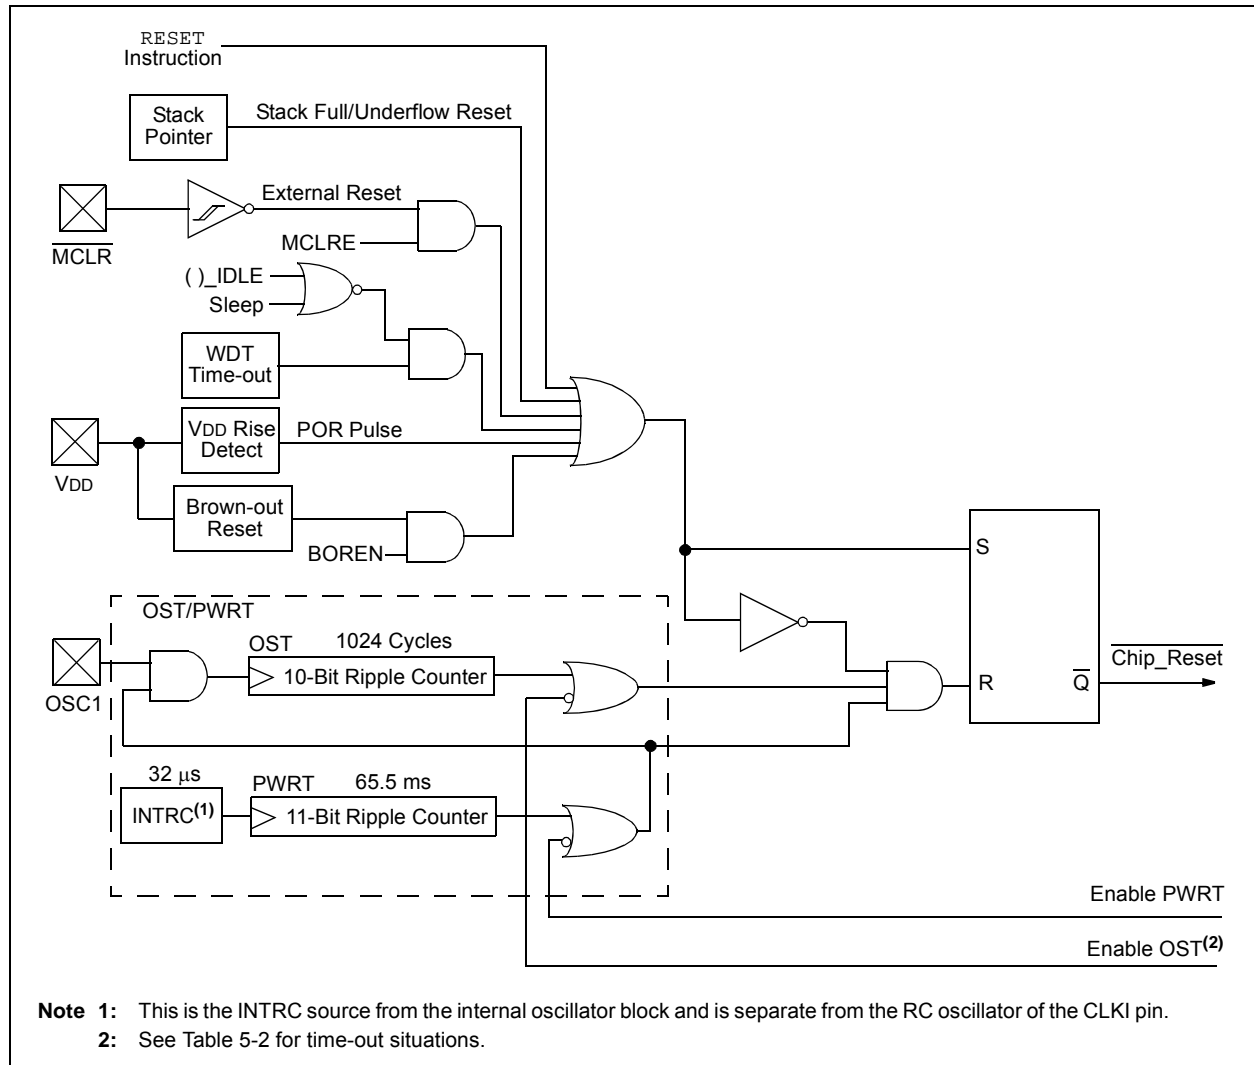 RESET
Instruction
Stack
Pointer
Stack Full/Underflow Reset
External Reset
MCLR
MCLRE
( )_IDLE
Sleep
WDT
Time-out
VDD Rise
Detect
POR Pulse
VDD
Brown-out
Reset
BOREN
S
OST/PWRT
OST
1024 Cycles
10-Bit Ripple Counter
OSC1
R
Q
Chip_Reset
32 μs
INTRC(1)
PWRT
65.5 ms
11-Bit Ripple Counter
Enable PWRT
Enable OST(2)
Note 1: This is the INTRC source from the internal oscillator block and is separate from the RC oscillator of the CLKI pin.
2: See Table 5-2 for time-out situations.